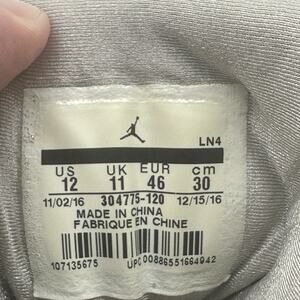 LN4
US UK EUR cm
12 11 46 30
11/02/16 304775-120 12/15/16
MADE IN CHINA
FABRIQUE EN CHINE
107135675 UPC 00886551664942